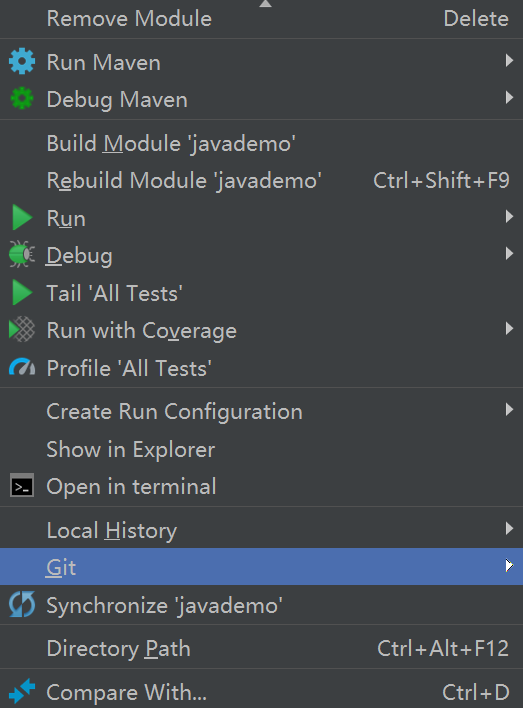 Remove Module Delete
Run Maven
Debug Maven
Build Module 'javademo'
Rebuild Module 'javademo' Ctrl+Shift+F9
Run
Debug
Tail 'All Tests'
Run with Coverage
Profile 'All Tests'
Create Run Configuration
Show in Explorer
Open in terminal
Local History
Git
Synchronize 'javademo'
Directory Path Ctrl+Alt+F12
Compare With... Ctrl+D